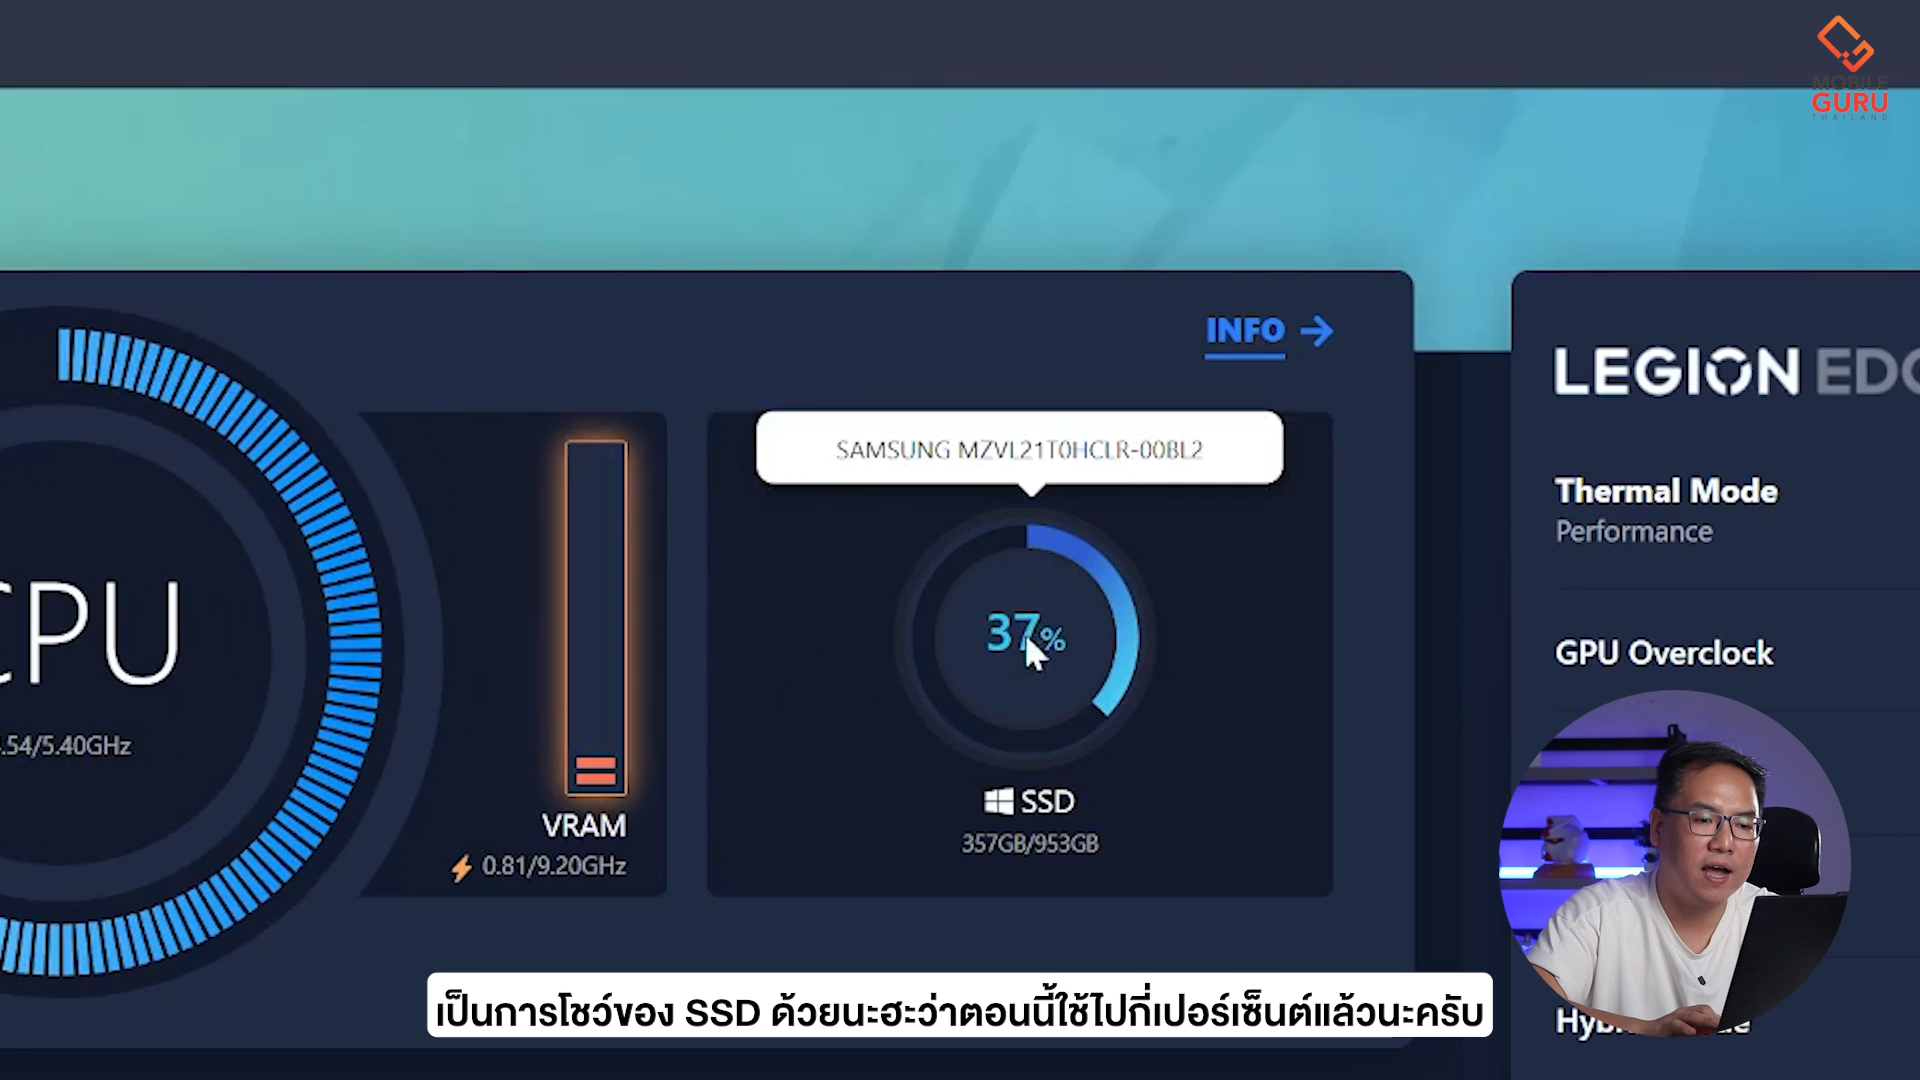 MOBILE
GURU
THAILAND
INFO
LEGION
SAMSUNG MZVL21T0HCLR-00BL2
Thermal Mode
Performance
37%
CPU
GPU Overclock
.54/5.40GHz
SSD
VRAM
357GB/953GB
0.81/9.20GHz
เป็นการโชว์ของ SSD ด้วยนะฮะว่าตอนนี้ใช้ไปกี่เปอร์เซ็นต์แล้วนะครับ